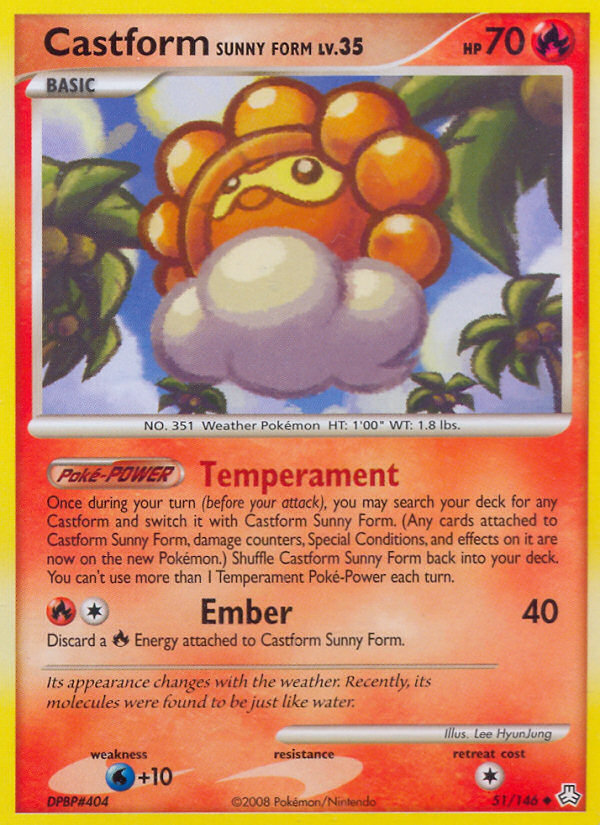 Castform SUNNY FORM LV.35 HP 70
BASIC
NO. 351 Weather Pokémon HT: 1'00" WT: 1.8 lbs.
Poké-POWER Temperament
Once during your turn (before your attack), you may search your deck for any
Castform and switch it with Castform Sunny Form. (Any cards attached to
Castform Sunny Form, damage counters, Special Conditions, and effects on it are
now on the new Pokémon.) Shuffle Castform Sunny Form back into your deck.
You can't use more than 1 Temperament Poké-Power each turn.
Ember 40
Discard a Energy attached to Castform Sunny Form.
Its appearance changes with the weather. Recently, its
molecules were found to be just like water.
Illus. Lee HyunJung
weakness resistance retreat cost
+10
DPBP#404 ©2008 Pokémon/Nintendo 51/146